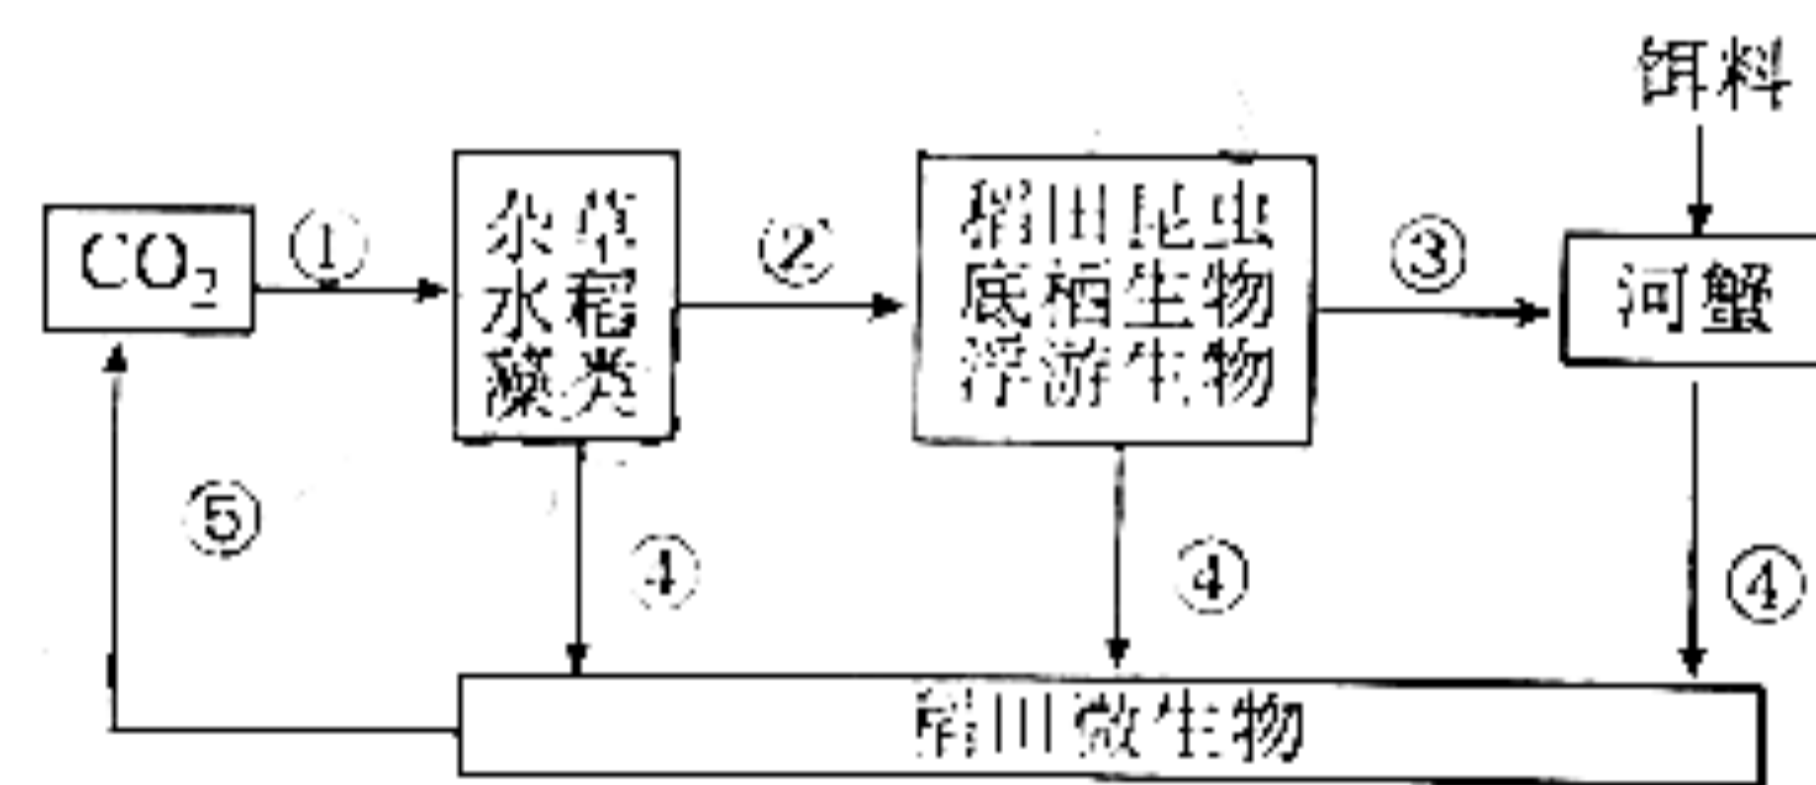 饵料
CO₂
①
杂草
水稻
藻类
②
稻田昆虫
底栖生物
浮游生物
③
河蟹
⑤
④
④
④
稻田微生物